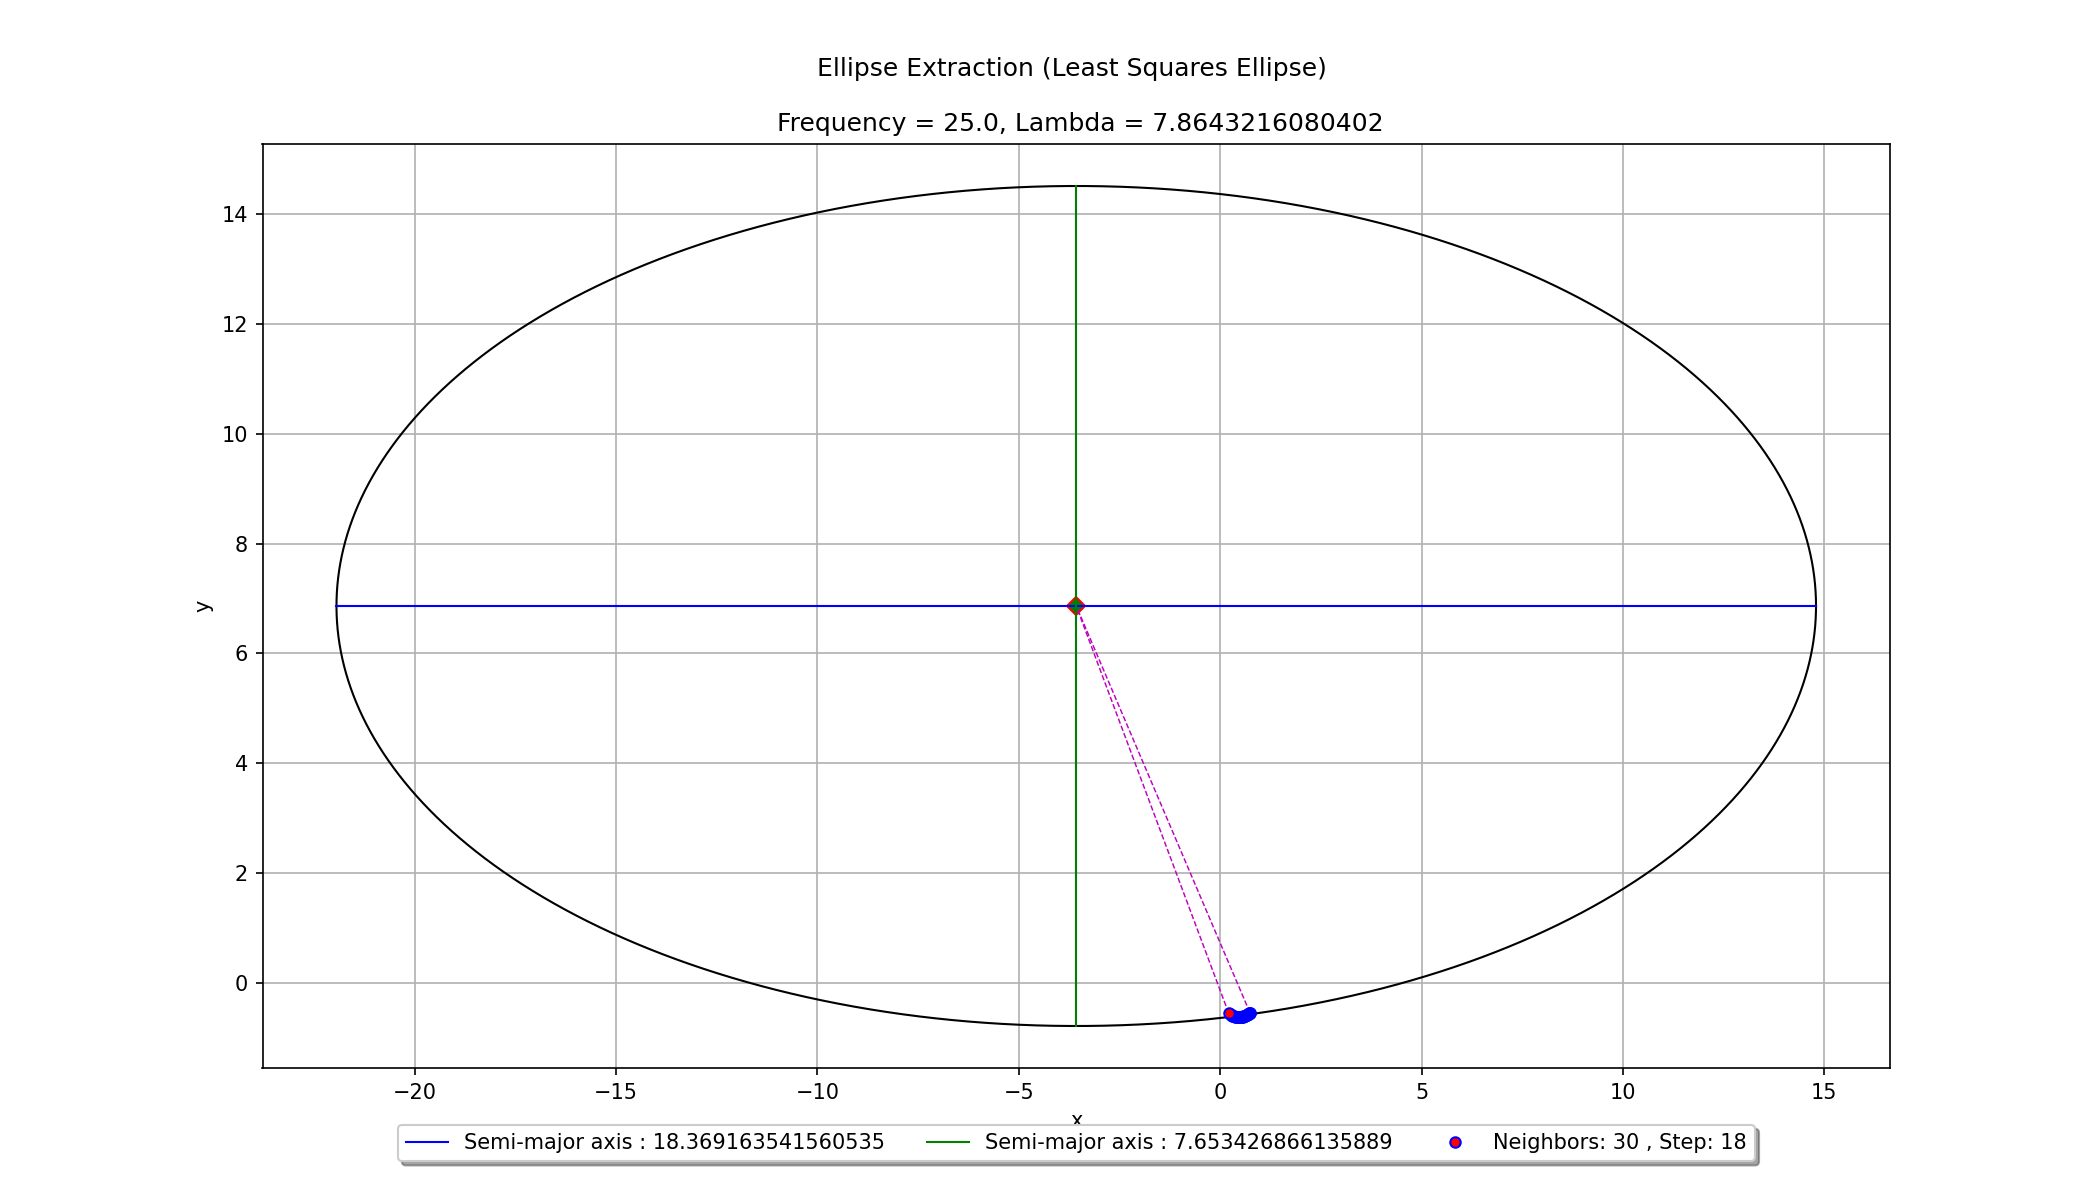 Ellipse Extraction (Least Squares Ellipse)
Frequency = 25.0, Lambda = 7.8643216080402
14
12
10
8
6
4
2
0
y
−20 −15 −10 −5 0 5 10 15
x
Semi-major axis : 18.369163541560535 Semi-major axis : 7.653426866135889 Neighbors: 30 , Step: 18